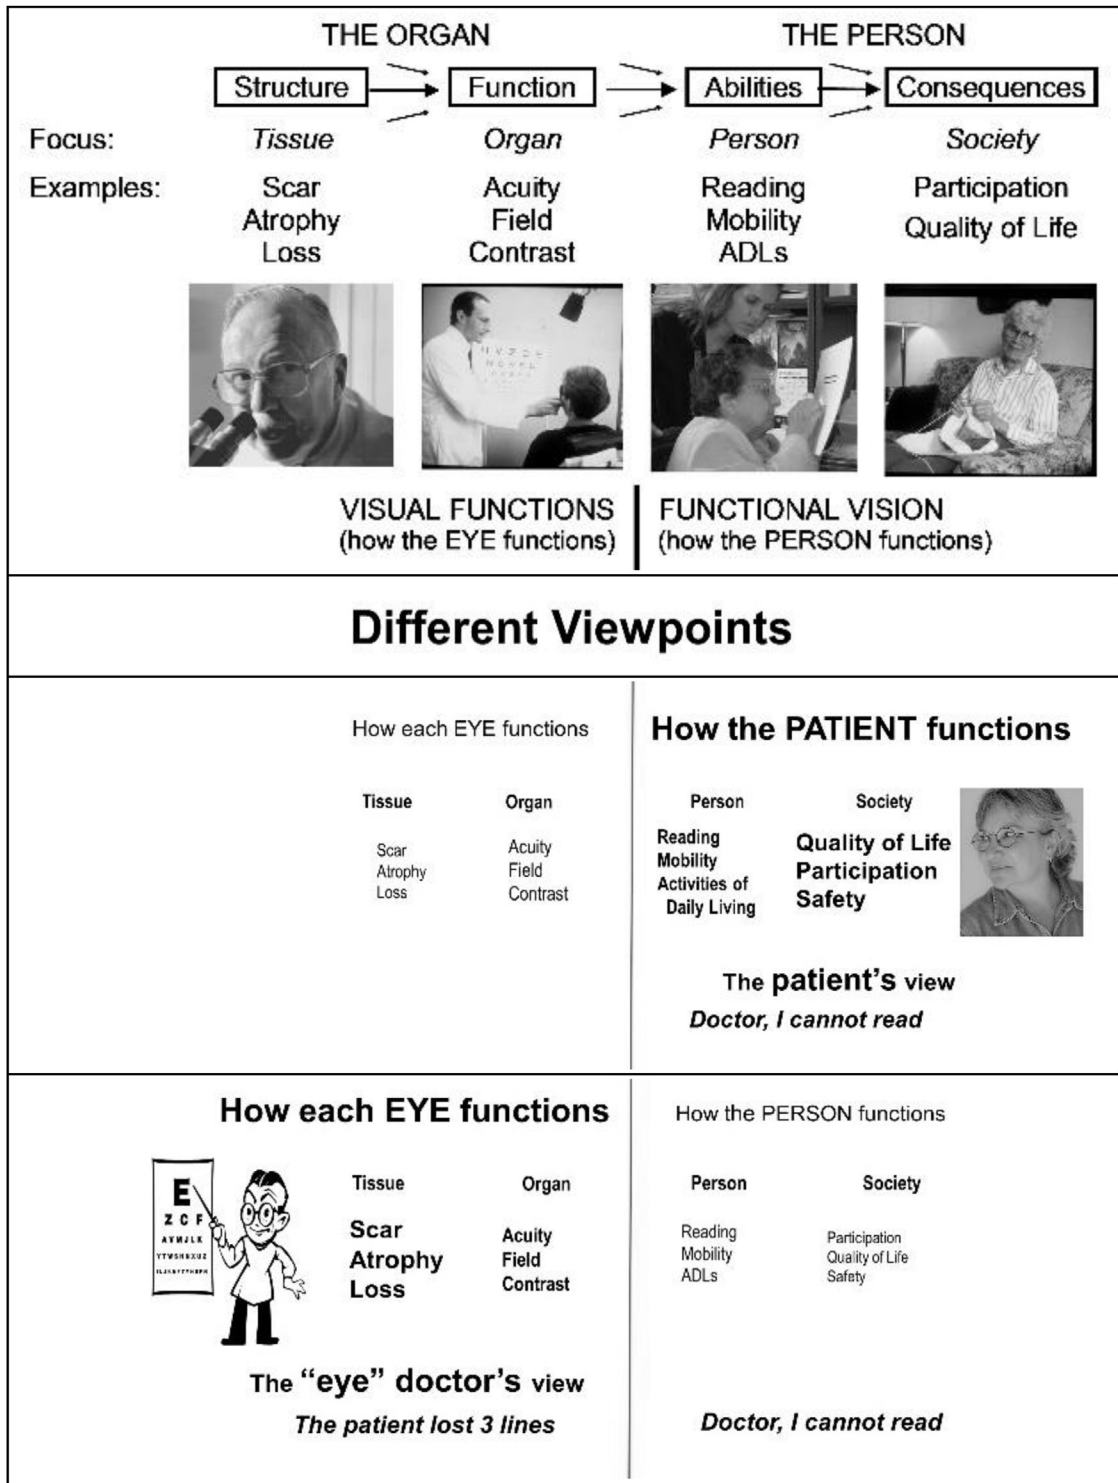 THE ORGAN THE PERSON
Structure Function Abilities Consequences
Focus: Tissue Organ Person Society
Examples: Scar Acuity Reading Participation
Atrophy Field Mobility Quality of Life
Loss Contrast ADLs
VISUAL FUNCTIONS FUNCTIONAL VISION
(how the EYE functions) (how the PERSON functions)
Different Viewpoints
How each EYE functions
Tissue Organ
Scar Acuity
Atrophy Field
Loss Contrast
How the PATIENT functions
Person Society
Reading Quality of Life
Mobility Participation
Activities of Safety
Daily Living
The patient's view
Doctor, I cannot read
How each EYE functions
E
Z C F
Tissue Organ
Scar Acuity
Atrophy Field
Loss Contrast
The “eye” doctor's view
The patient lost 3 lines
How the PERSON functions
Person Society
Reading Participation
Mobility Quality of Life
ADLs Safety
Doctor, I cannot read